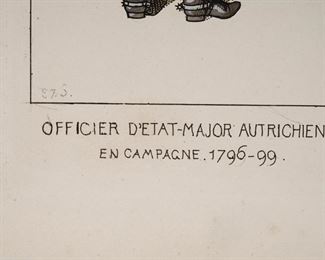 OFFICIER D'ETAT-MAJOR AUTRICHIEN
EN CAMPAGNE. 1796-99.